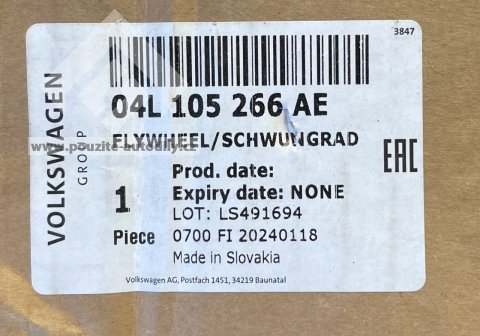 3847
04L 105 266 AE
FLYWHEEL/SCHWUNGRAD
VOLKSWAGEN
GROUP
www.pouzite-autodily.cz
EAC
Prod. date:
1
Expiry date: NONE
LOT: LS491694
Piece
0700 FI 20240118
Made in Slovakia
Volkswagen AG, Postfach 1451, 34219 Baunatal